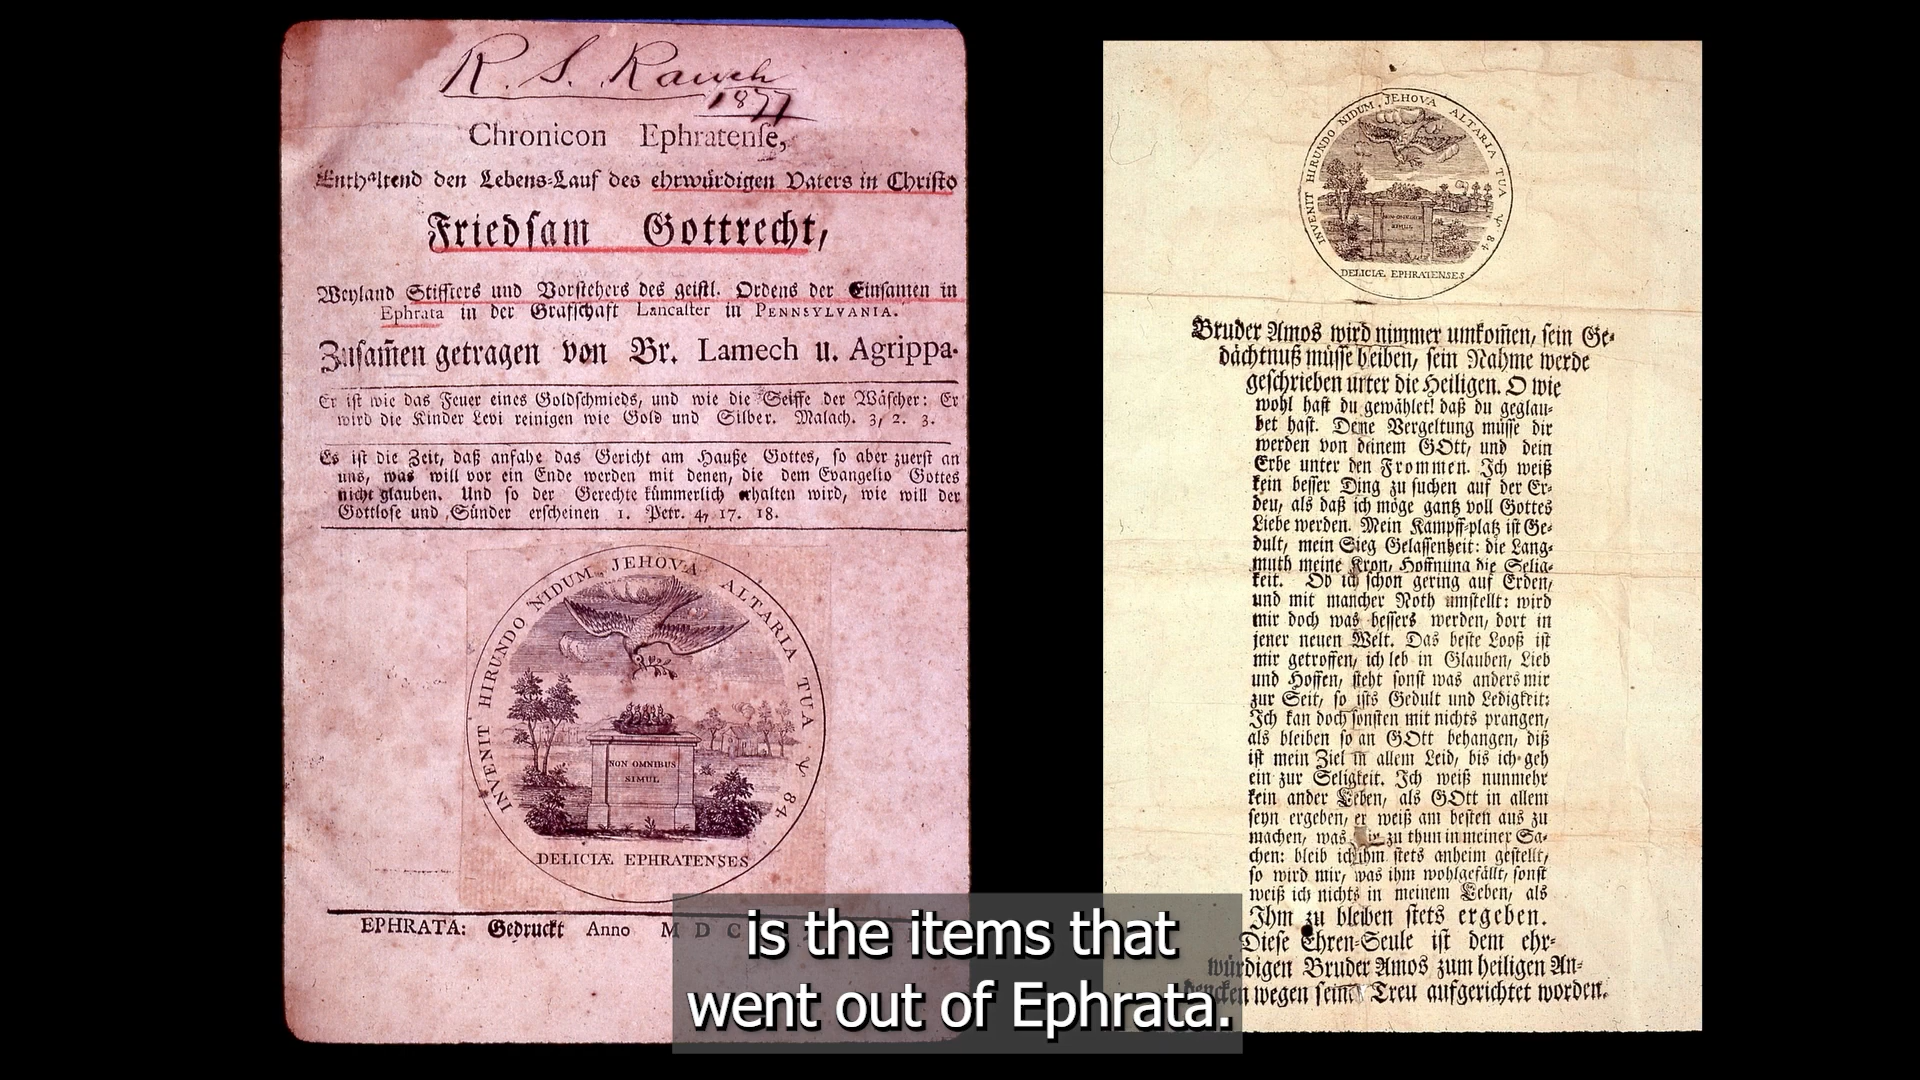 R. S. Rauch
1877
Chronicon Ephratenſe,
Enthaltend den Lebens-Lauf des ehrwürdigen Vaters in Chriſto
Friedſam Gottrecht,
Weyland Stiffters und Vorſtehers des geiſtl. Ordens der Einſamen in
Ephrata in der Grafſchaft Lancaſter in PENNSYLVANIA.
Zuſam̄en getragen von Br. Lamech u. Agrippa.
Er iſt wie das Feuer eines Goldſchmieds, und wie die Seiffe der Wäſcher: Er
wird die Kinder Levi reinigen wie Gold und Silber. Malach. 3, 2. 3.
Es iſt die Zeit, daß anfahe das Gericht am Hauße Gottes, ſo aber zuerſt an
uns, was will vor ein Ende werden mit denen, die dem Evangelio Gottes
nicht glauben. Und ſo der Gerechte kümmerlich erhalten wird, wie will der
Gottloſe und Sünder erſcheinen 1. Petr. 4, 17. 18.
INVENIT HIRUNDO NIDUM, JEHOVA ALTARIA TUA Ψ 84
NON OMNIBUS
SIMUL
DELICIÆ EPHRATENSES
EPHRATA: Gedruckt Anno M D C
INVENIT HIRUNDO NIDUM, JEHOVA ALTARIA TUA Ψ 84
NON OMNIBUS
SIMUL
DELICIÆ EPHRATENSES
Bruder Amos wird nimmer umkom̄en, ſein Ge-
dächtnuß müſſe bleiben, ſein Nahme werde
geſchrieben unter die Heiligen. O wie
wohl haſt du gewählet! daß du geglau-
bet haſt. Deine Vergeltung müſſe dir
werden von deinem GOtt, und dein
Erbe unter den Frommen. Ich weiß
kein beſſer Ding zu ſuchen auf der Er-
den, als daß ich möge gantz voll Gottes
Liebe werden. Mein Kampff-platz iſt Ge-
dult, mein Sieg Gelaſſenheit: die Lang-
muth meine Kron, Hoffnung die Selig-
keit. Ob ich ſchon gering auf Erden,
und mit mancher Noth umſtellt: wird
mir doch was beſſers werden, dort in
jener neuen Welt. Das beſte Looß iſt
mir getroffen, ich leb in Glauben, Lieb
und Hoffen, ſteht ſonſt was anders mir
zur Seit, ſo iſts Gedult und Ledigkeit:
Ich kan doch ſonſten mit nichts prangen,
als bleiben ſo an GOtt behangen, diß
iſt mein Ziel in allem Leid, bis ich geh
ein zur Seligkeit. Ich weiß nunmehr
kein ander Leben, als GOtt in allem
ſeyn ergeben, er weiß am beſten aus zu
machen, was zu thun in meiner Sa-
chen: bleib ich ihm ſtets anheim geſtellt,
ſo wird mir, was ihm wohlgefällt, ſonſt
weiß ich nichts in meinem Leben, als
Ihm zu bleiben ſtets ergeben.
Dieſe Ehren-Seule iſt dem ehr-
würdigen Bruder Amos zum heiligen An-
dencken wegen ſeiner Treu aufgerichtet worden.
is the items that
went out of Ephrata.